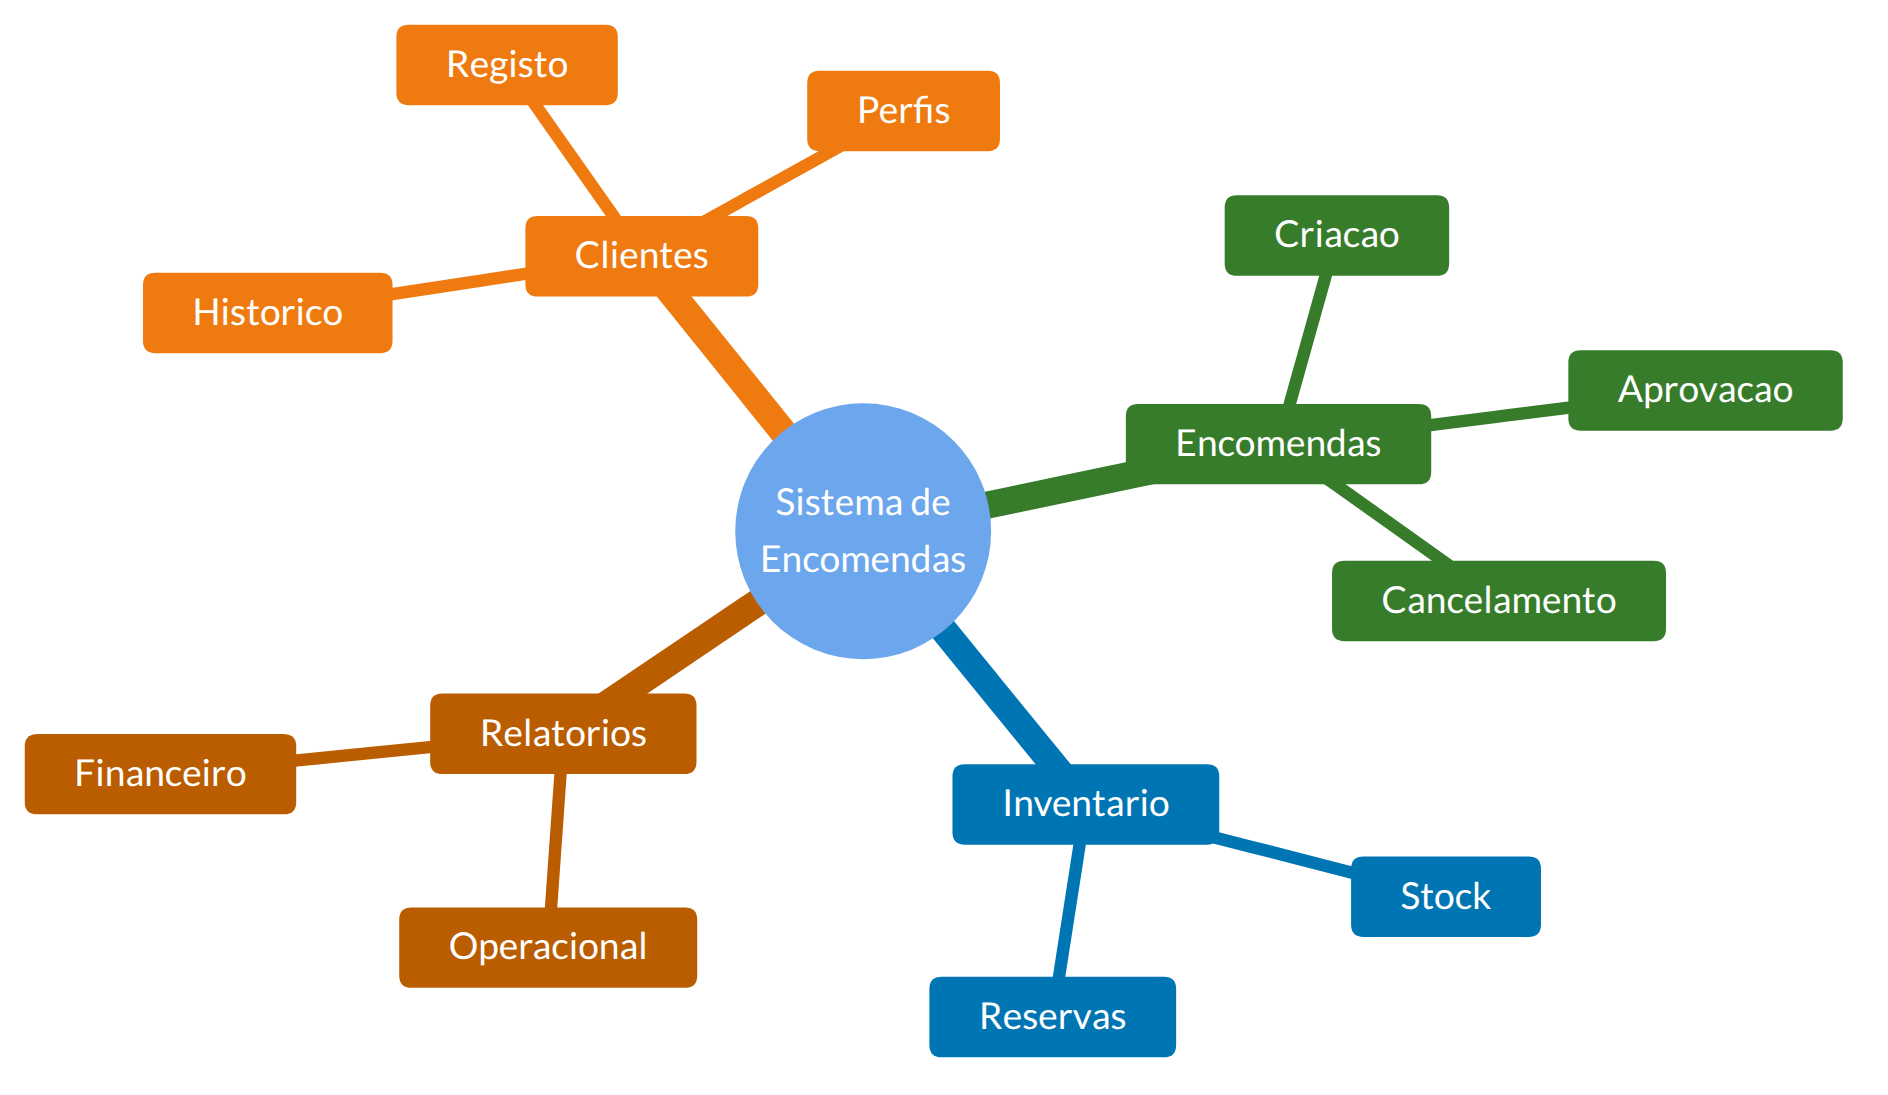 Registo
Perfis
Clientes
Historico
Criacao
Aprovacao
Encomendas
Cancelamento
Sistema de
Encomendas
Relatorios
Financeiro
Operacional
Inventario
Stock
Reservas